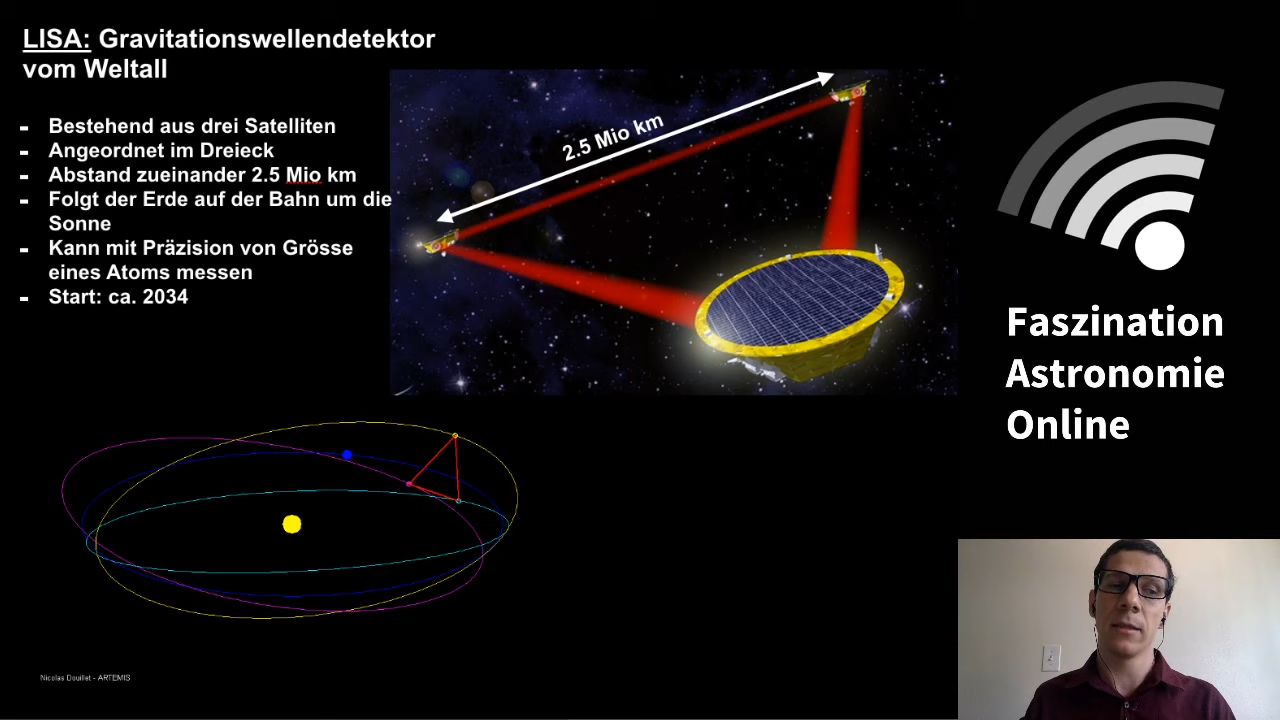 LISA: Gravitationswellendetektor
vom Weltall
- Bestehend aus drei Satelliten
- Angeordnet im Dreieck
- Abstand zueinander 2.5 Mio km
- Folgt der Erde auf der Bahn um die
Sonne
- Kann mit Präzision von Grösse
eines Atoms messen
- Start: ca. 2034
2.5 Mio km
Faszination
Astronomie
Online
Nicolas Douillet - ARTEMIS